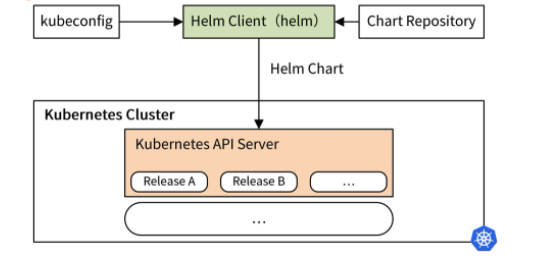 kubeconfig
Helm Client（helm）
Chart Repository
Helm Chart
Kubernetes Cluster
Kubernetes API Server
Release A
Release B
...
...